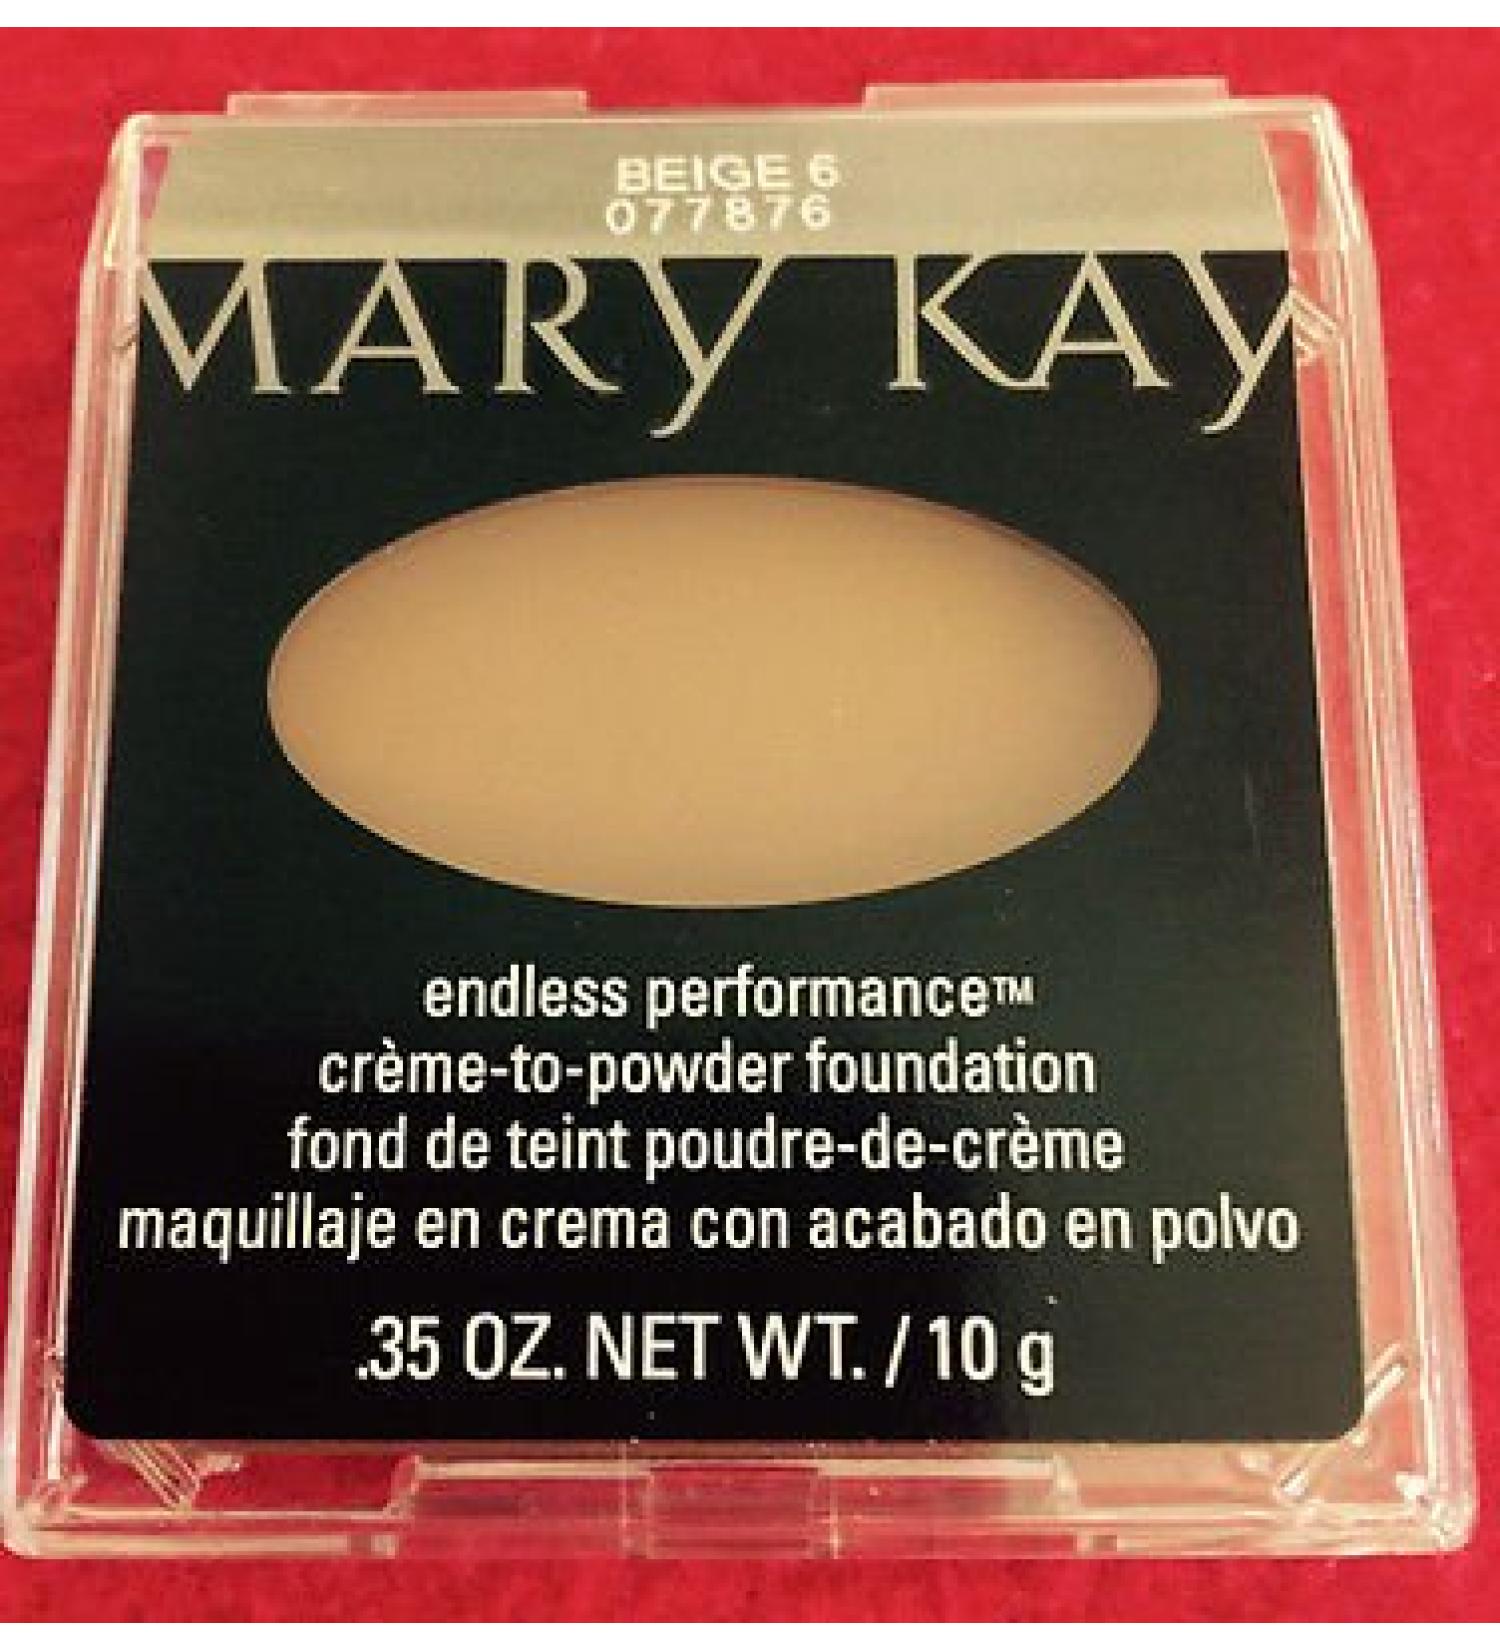 BEIGE 6
077876
MARY KAY
endless performance™
crème-to-powder foundation
fond de teint poudre-de-crème
maquillaje en crema con acabado en polvo
.35 OZ. NET WT. / 10 g